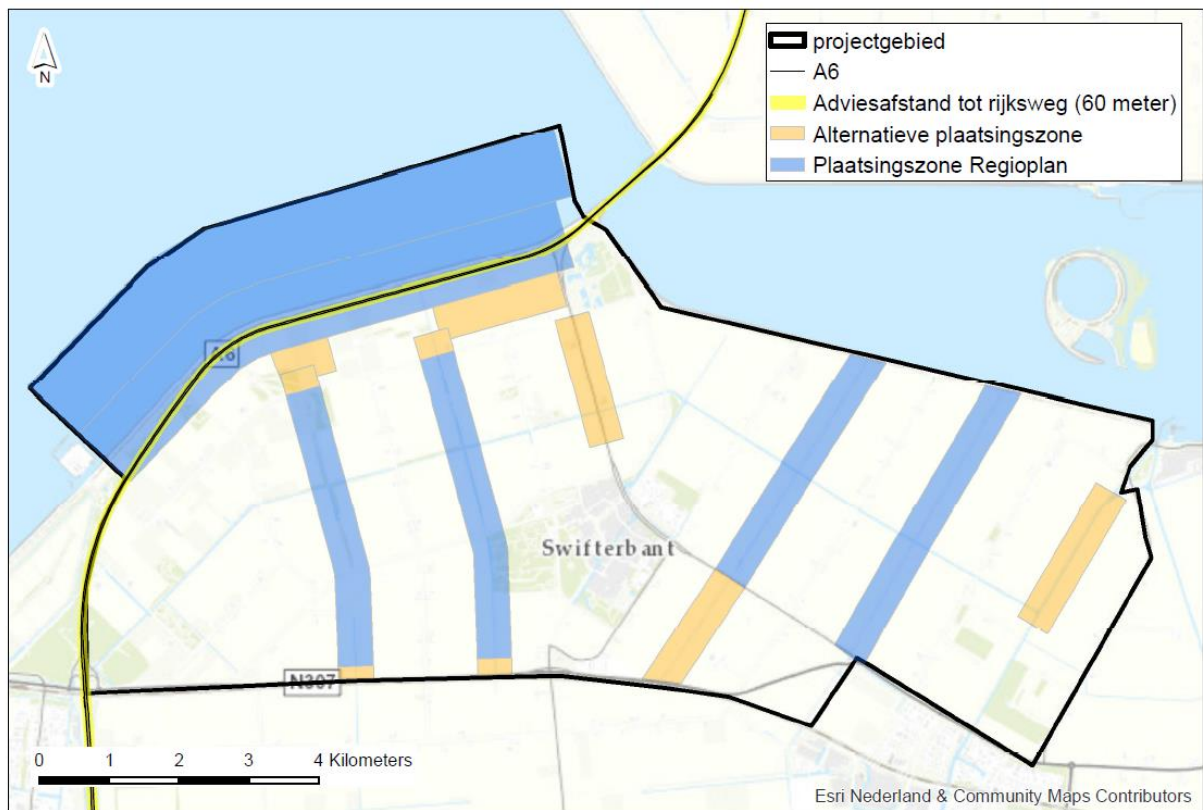 N
projectgebied
A6
Adviesafstand tot rijksweg (60 meter)
Alternatieve plaatsingszone
Plaatsingszone Regioplan
A6
Swifterbant
N307
0 1 2 3 4 Kilometers
Esri Nederland & Community Maps Contributors